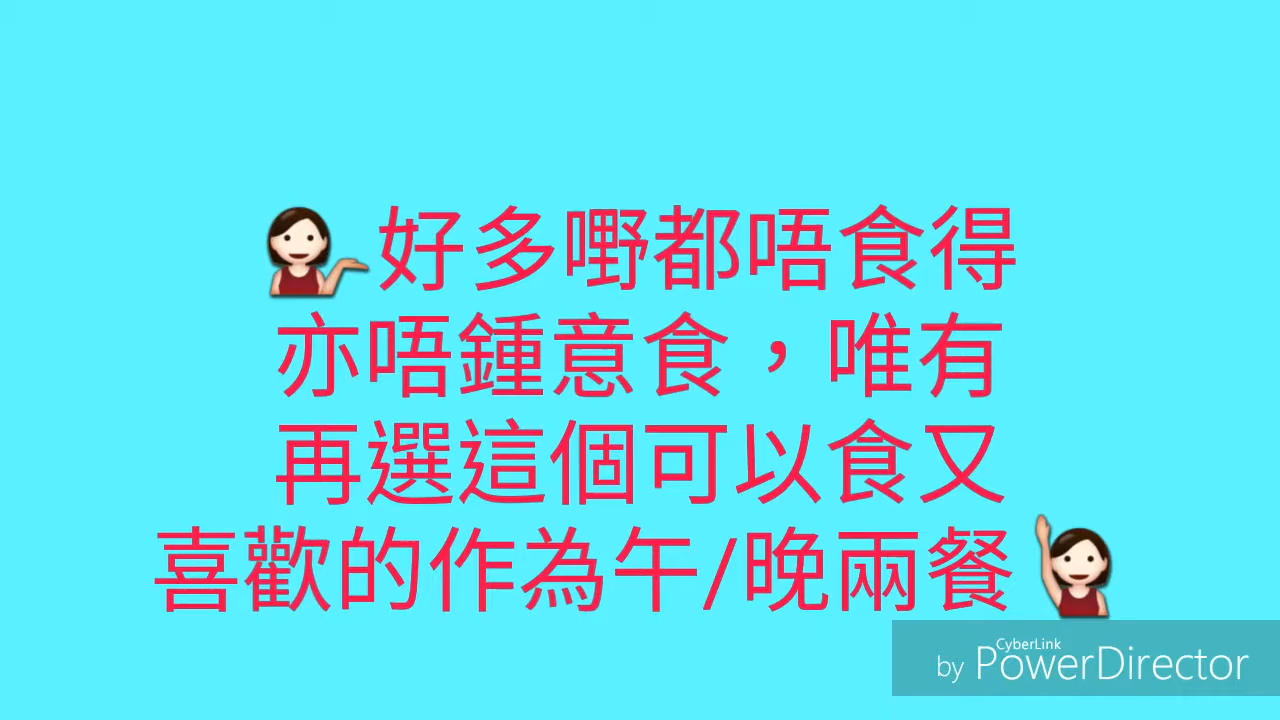 💁好多嘢都唔食得
亦唔鍾意食，唯有
再選這個可以食又
喜歡的作為午/晚兩餐🙋
CyberLink
by PowerDirector